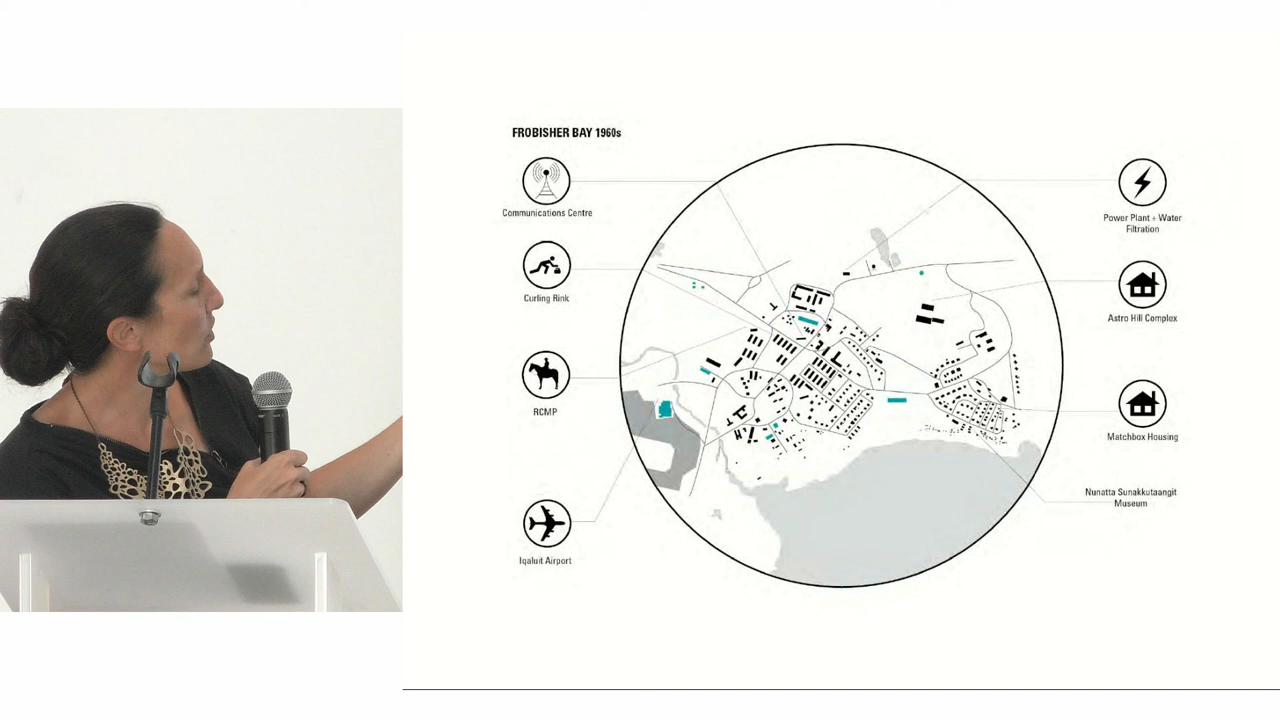 FROBISHER BAY 1960s
Communications Centre
Curling Rink
RCMP
Iqaluit Airport
Power Plant + Water
Filtration
Astro Hill Complex
Matchbox Housing
Nunatta Sunakkutaangit
Museum